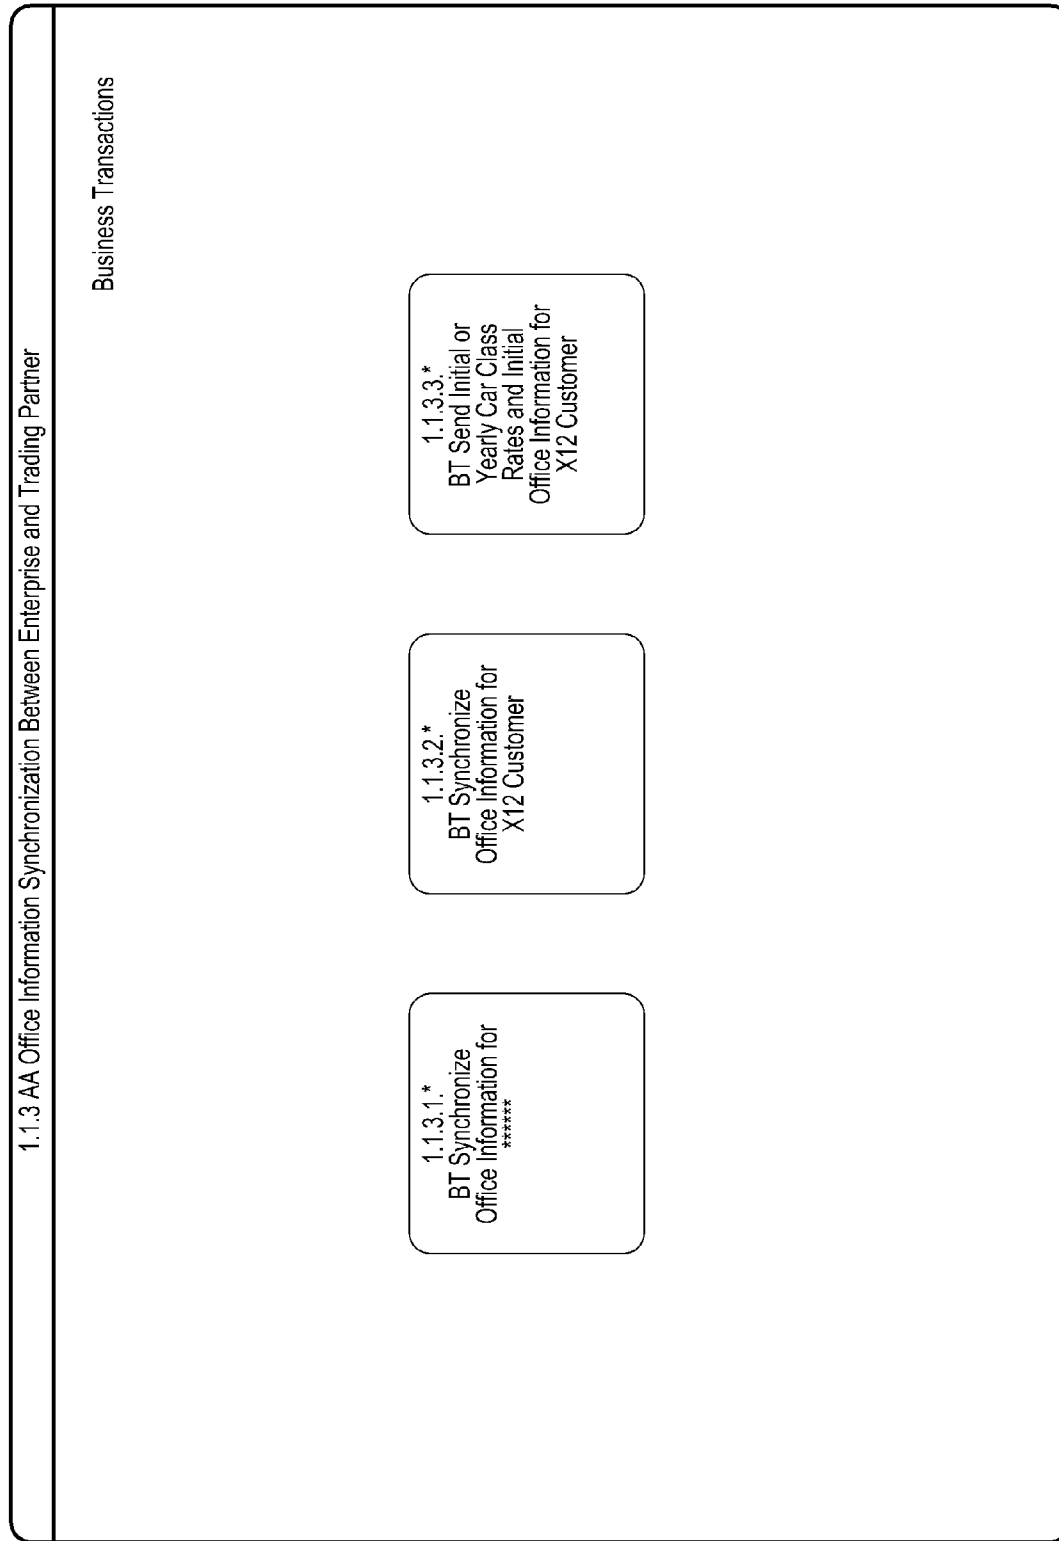 1.1.3 AA Office Information Synchronization Between Enterprise and Trading Partner
Business Transactions
1.1.3.1.*
BT Synchronize
Office Information for
******
1.1.3.2.*
BT Synchronize
Office Information for
X12 Customer
1.1.3.3.*
BT Send Initial or
Yearly Car Class
Rates and Initial
Office Information for
X12 Customer